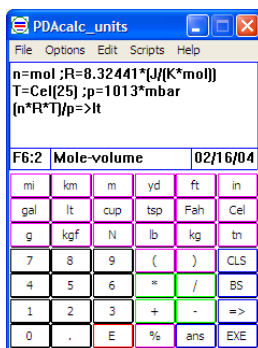 PDAcalc_units
File Options Edit Scripts Help
n=mol ;R=8.32441*(J/(K*mol))
T=Cel(25) ;p=1013*mbar
(n*R*T)/p=>lt
F6:2 Mole-volume 02/16/04
mi km m yd ft in
gal lt cup tsp Fah Cel
g kgf N lb kg tn
7 8 9 ( ) CLS
4 5 6 * / BS
1 2 3 + - =>
0 . E % ans EXE